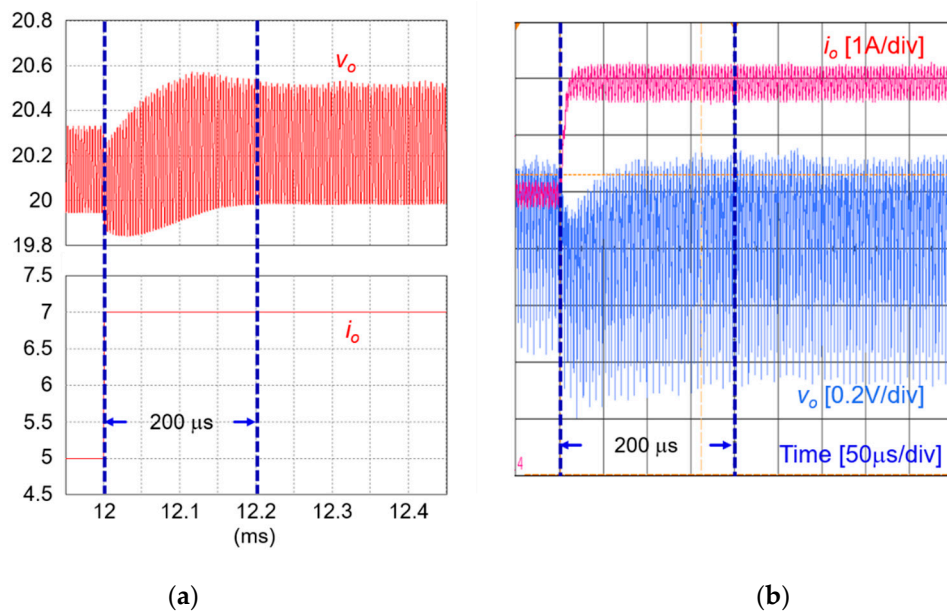 20.8
20.6
20.4
20.2
20
19.8
v_o
7.5
7
6.5
6
5.5
5
4.5
i_o
200 μs
12 12.1 12.2 12.3 12.4
(ms)
(a)
i_o [1A/div]
v_o [0.2V/div]
200 μs
Time [50μs/div]
4
(b)